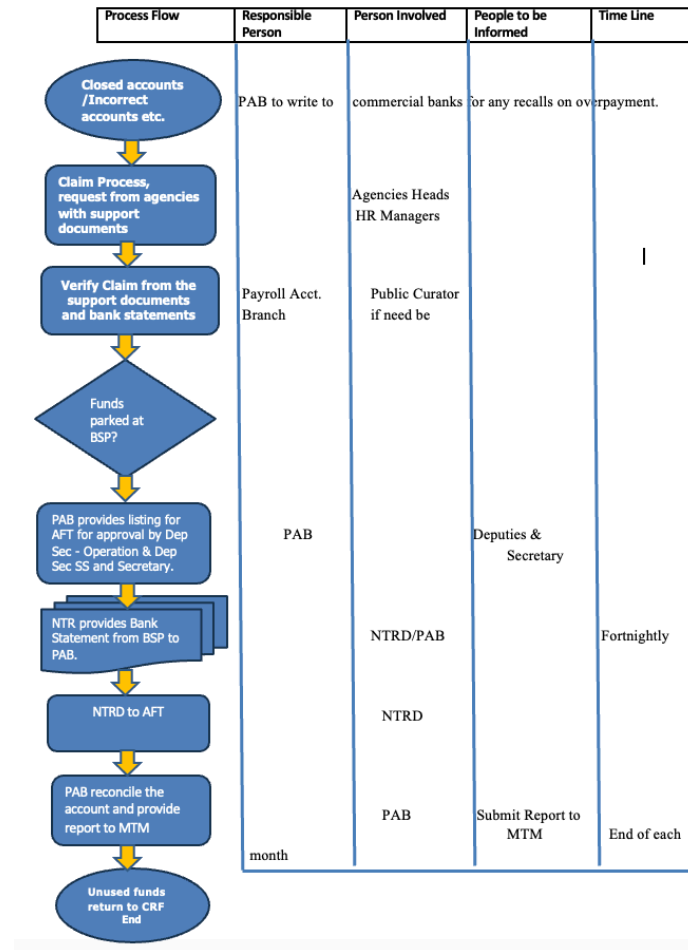 Process Flow
Responsible
Person
Person Involved
People to be
Informed
Time Line
Closed accounts
/Incorrect
accounts etc.
PAB to write to commercial banks for any recalls on overpayment.
Claim Process,
request from agencies
with support
documents
Agencies Heads
HR Managers
Verify Claim from the
support documents
and bank statements
Payroll Acct.
Branch
Public Curator
if need be
Funds
parked at
BSP?
PAB provides listing for
AFT for approval by Dep
Sec - Operation & Dep
Sec SS and Secretary.
PAB
Deputies &
Secretary
NTR provides Bank
Statement from BSP to
PAB.
NTRD/PAB
Fortnightly
NTRD to AFT
NTRD
PAB reconcile the
account and provide
report to MTM
PAB
Submit Report to
MTM
End of each
month
Unused funds
return to CRF
End